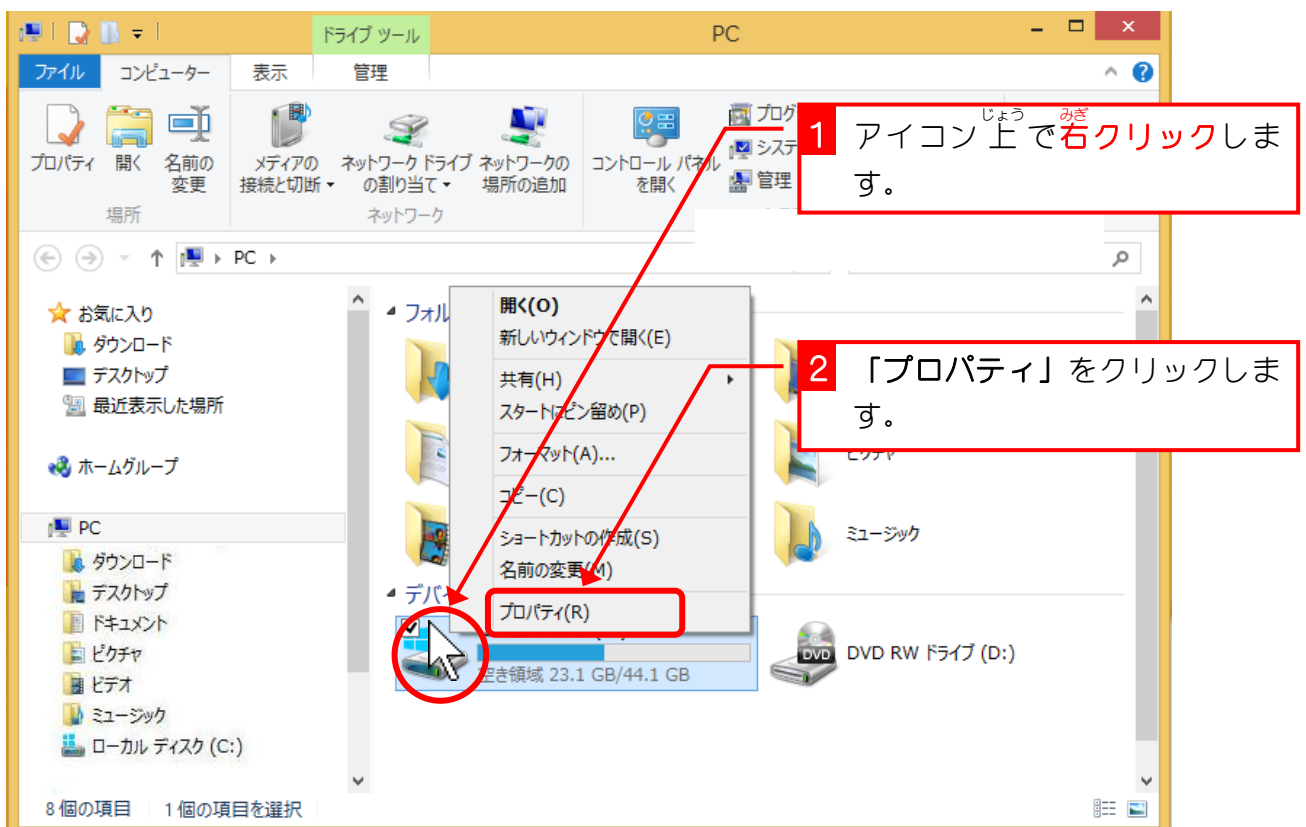 ドライブ ツール
PC
ファイル
コンピューター
表示
管理
プロパティ
開く
名前の
変更
メディアの
接続と切断
ネットワーク ドライブ
の割り当て
ネットワークの
場所の追加
コントロール パネル
を開く
プログ
システ
管理
場所
ネットワーク
じょう
みぎ
1 アイコン上で右クリックしま
す。
PC
お気に入り
ダウンロード
デスクトップ
最近表示した場所
ホームグループ
PC
ダウンロード
デスクトップ
ドキュメント
ピクチャ
ビデオ
ミュージック
ローカル ディスク (C:)
フォル
開く(O)
新しいウィンドウで開く(E)
共有(H)
スタートにピン留め(P)
フォーマット(A)...
コピー(C)
ショートカットの作成(S)
名前の変更(M)
プロパティ(R)
2 「プロパティ」をクリックしま
す。
ピクチャ
ミュージック
デバイ
空き領域 23.1 GB/44.1 GB
DVD
DVD RW ドライブ (D:)
8 個の項目
1 個の項目を選択